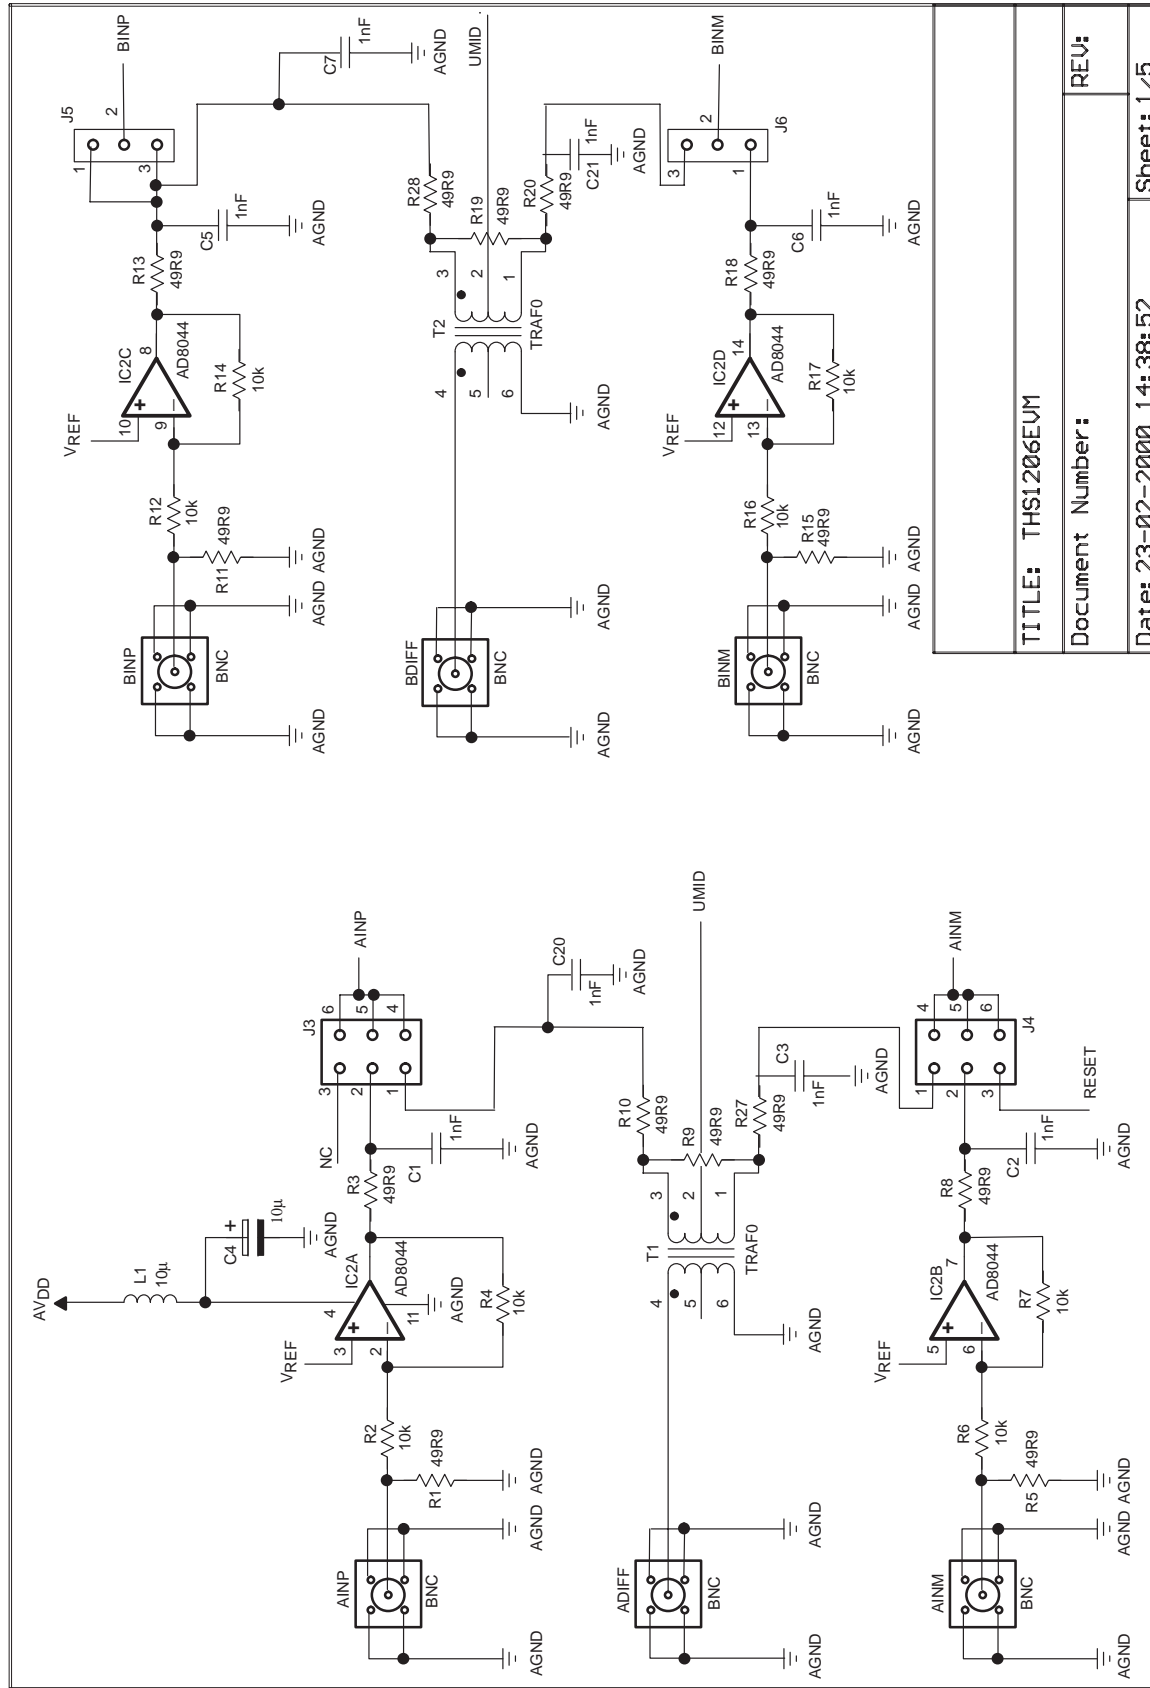 AVDD
L1
10µ
C4
+
10µ
AGND
VREF
3
2
+
–
4
11
IC2A
AD8044
AGND
R4
10k
R2
10k
R1
49R9
AGND
AINP
BNC
AGND
AGND
R3
49R9
C1
1nF
AGND
NC
J3
3
2
1
6
5
4
AINP
C20
1nF
AGND
ADIFF
BNC
AGND
AGND
T1
TRAF0
4
5
6
3
2
1
AGND
R10
49R9
R9
49R9
R27
49R9
UMID
C3
1nF
AGND
AINM
BNC
AGND
AGND
R5
49R9
AGND
R6
10k
VREF
5
6
+
–
7
IC2B
AD8044
R7
10k
R8
49R9
C2
1nF
AGND
J4
1
2
3
4
5
6
AINM
RESET
BINP
BNC
AGND
AGND
R11
49R9
AGND
R12
10k
VREF
10
9
+
–
8
IC2C
AD8044
R14
10k
R13
49R9
C5
1nF
AGND
J5
1
2
3
BINP
C7
1nF
AGND
BDIFF
BNC
AGND
AGND
T2
TRAF0
4
5
6
3
2
1
AGND
R28
49R9
R19
49R9
R20
49R9
UMID
C21
1nF
AGND
BINM
BNC
AGND
AGND
R15
49R9
AGND
R16
10k
VREF
12
13
+
–
14
IC2D
AD8044
R17
10k
R18
49R9
C6
1nF
AGND
J6
3
2
1
BINM
TITLE: THS1206EVM
Document Number:
REV:
Date: 23-02-2000 14:38:52
Sheet: 1/5